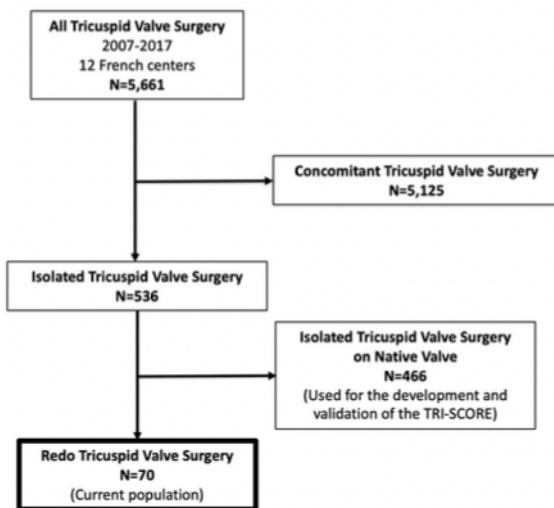 All Tricuspid Valve Surgery
2007-2017
12 French centers
N=5,661
Concomitant Tricuspid Valve Surgery
N=5,125
Isolated Tricuspid Valve Surgery
N=536
Isolated Tricuspid Valve Surgery
on Native Valve
N=466
(Used for the development and
validation of the TRI-SCORE)
Redo Tricuspid Valve Surgery
N=70
(Current population)